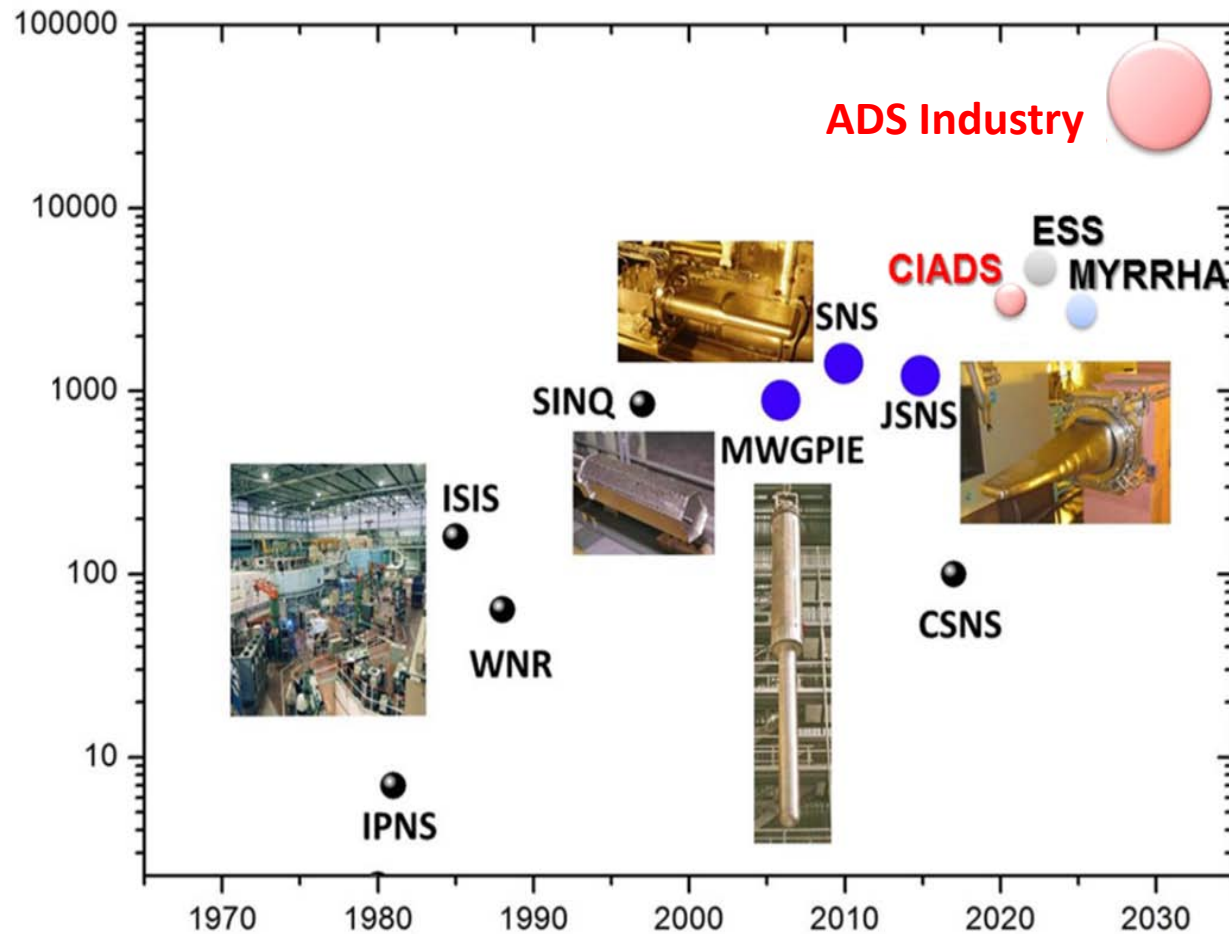 100000
ADS Industry
10000
ESS
CIADS
MYRRHA
SNS
1000
SINQ
JSNS
MWGPIE
ISIS
100
CSNS
WNR
10
IPNS
1970 1980 1990 2000 2010 2020 2030